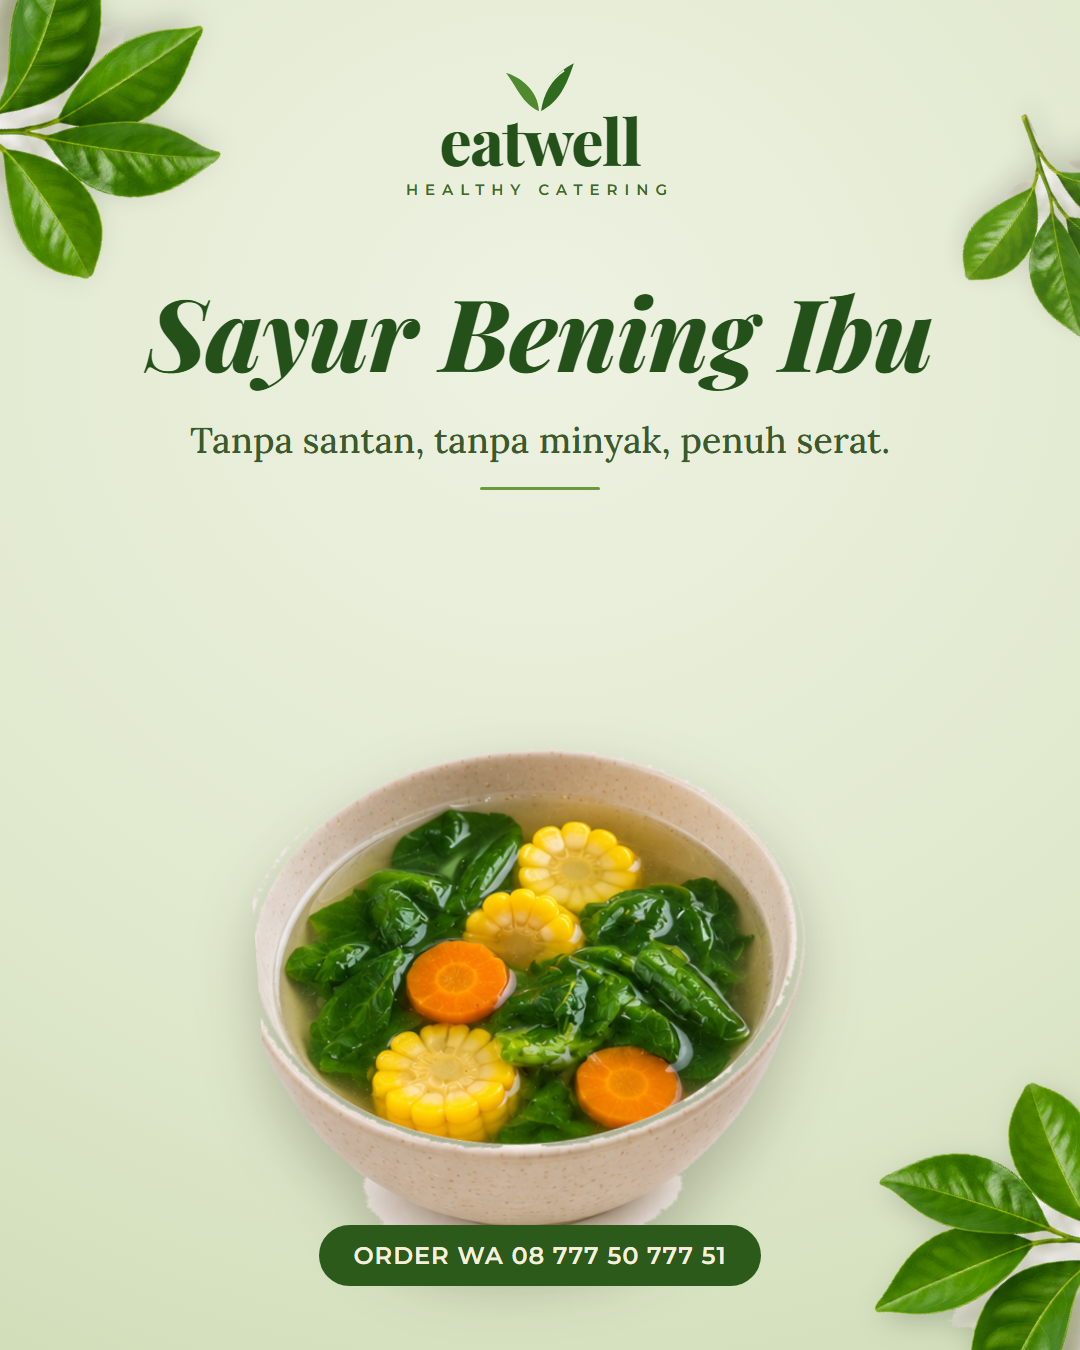 eatwell
HEALTHY CATERING
Sayur Bening Ibu
Tanpa santan, tanpa minyak, penuh serat.
ORDER WA 08 777 50 777 51